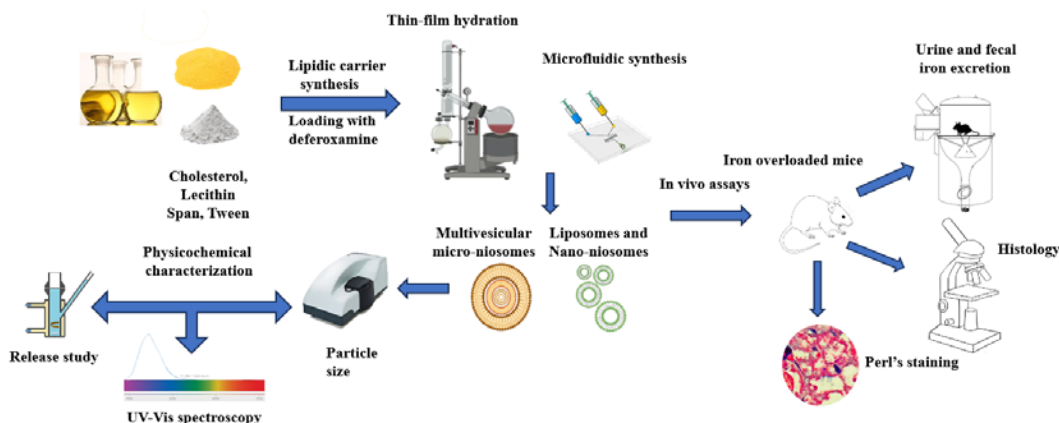 Thin-film hydration
Lipidic carrier
synthesis
Loading with
deferoxamine
Microfluidic synthesis
Urine and fecal
iron excretion
Cholesterol,
Lecithin
Span, Tween
In vivo assays
Iron overloaded mice
Physicochemical
characterization
Multivesicular
micro-niosomes
Liposomes and
Nano-niosomes
Histology
Release study
Particle
size
Perl's staining
UV-Vis spectroscopy